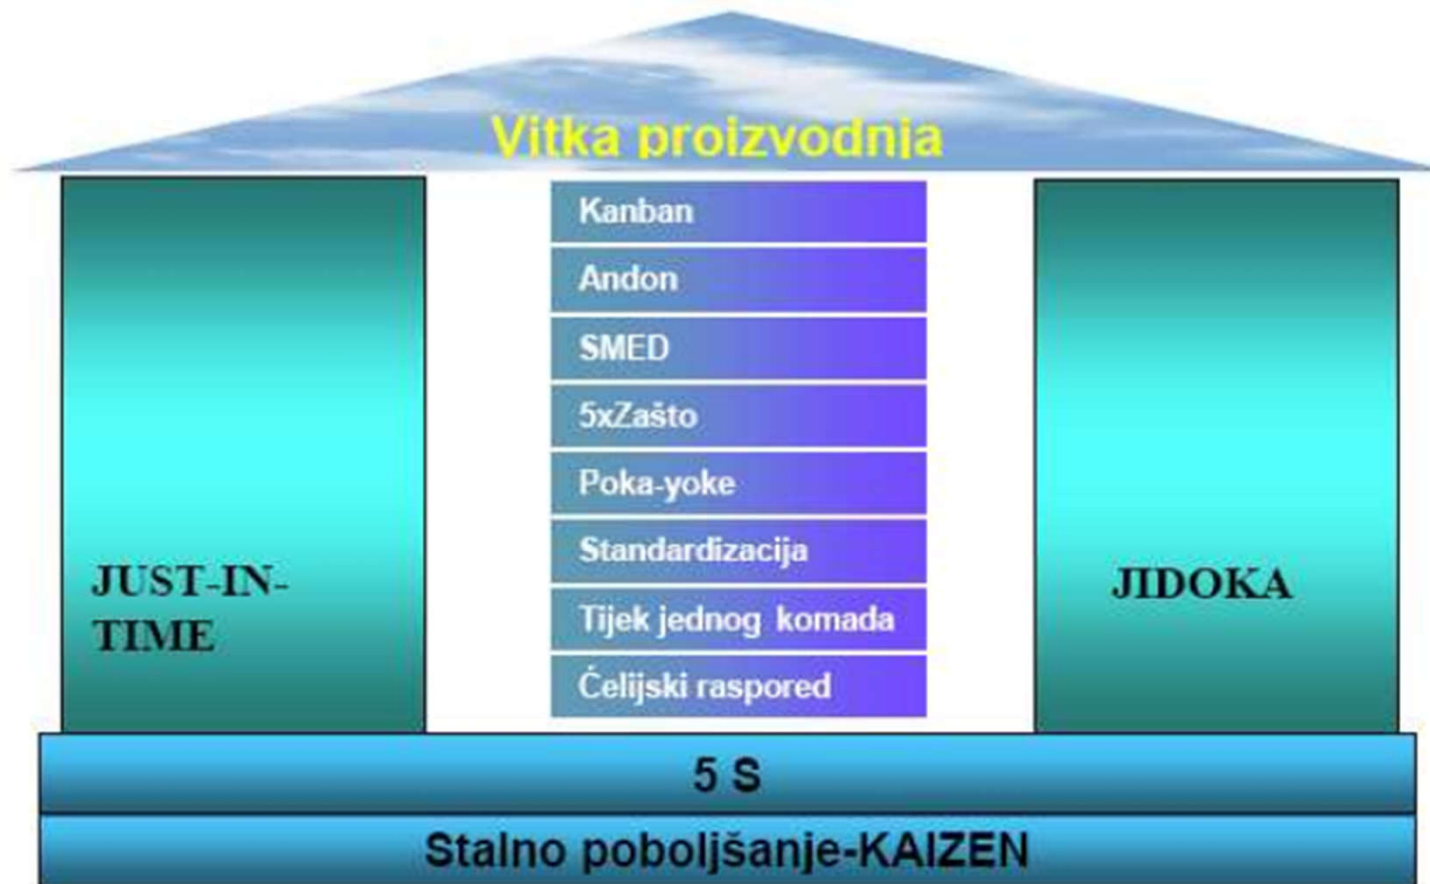 Vitka proizvodnja
Kanban
Andon
SMED
5xZašto
Poka-yoke
Standardizacija
Tijek jednog komada
Ćelijski raspored
JUST-IN-
TIME
JIDOKA
5 S
Stalno poboljšanje-KAIZEN